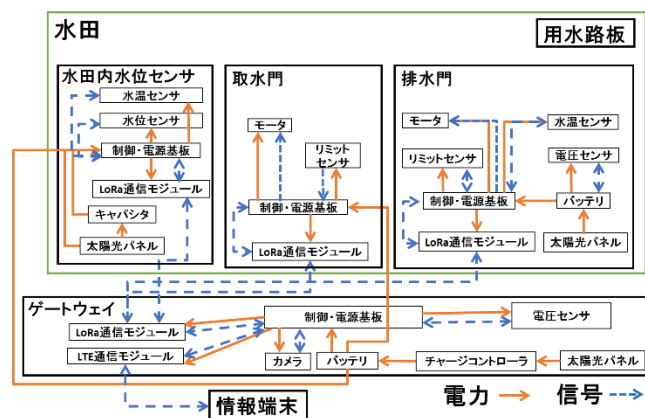 水田
用水路板
水田内水位センサ
水温センサ
水位センサ
制御・電源基板
LoRa通信モジュール
キャパシタ
太陽光パネル
取水門
モータ
リミット
センサ
制御・電源基板
LoRa通信モジュール
排水門
モータ
水温センサ
リミットセンサ
電圧センサ
制御・電源基板
バッテリ
LoRa通信モジュール
太陽光パネル
ゲートウェイ
制御・電源基板
電圧センサ
LoRa通信モジュール
LTE通信モジュール
カメラ
バッテリ
チャージコントローラ
太陽光パネル
情報端末
電力
信号